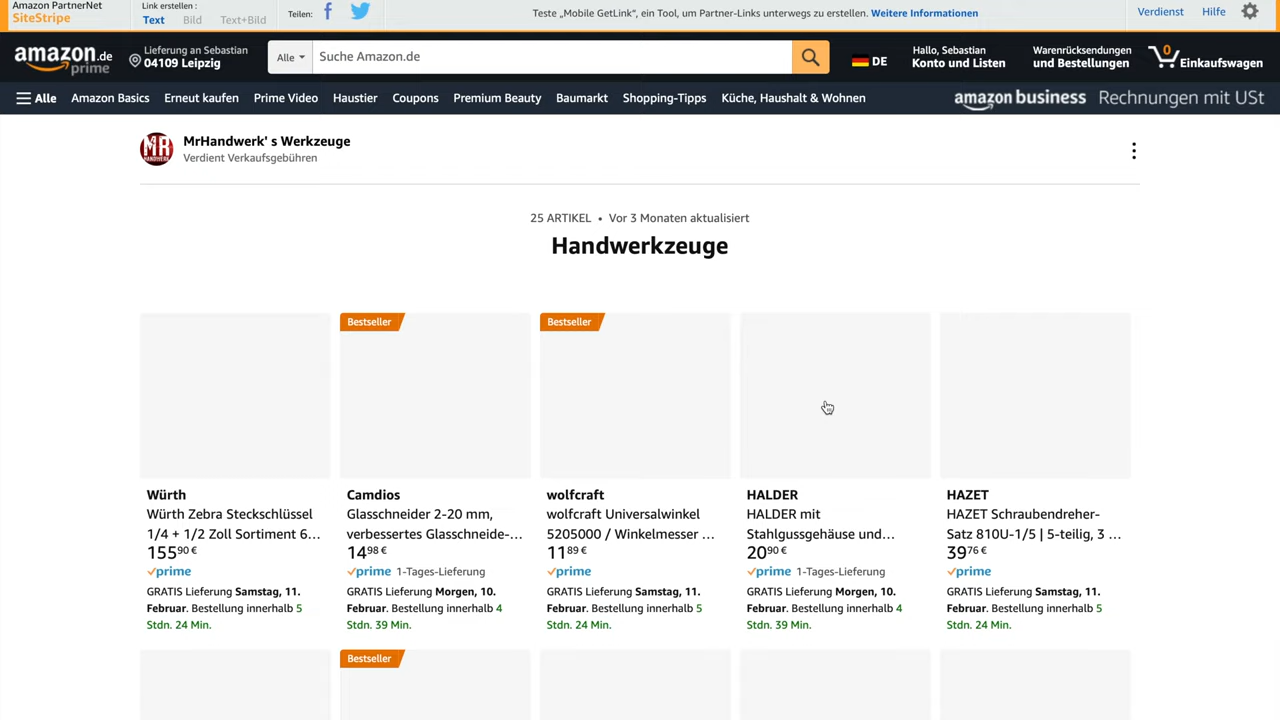 Amazon PartnerNet
SiteStripe
Link erstellen :
Text Bild Text+Bild
Teilen:
Teste „Mobile GetLink“, ein Tool, um Partner-Links unterwegs zu erstellen. Weitere Informationen
Verdienst Hilfe
amazon.de
prime
Lieferung an Sebastian
04109 Leipzig
Alle
Suche Amazon.de
DE
Hallo, Sebastian
Konto und Listen
Warenrücksendungen
und Bestellungen
0
Einkaufswagen
Alle Amazon Basics Erneut kaufen Prime Video Haustier Coupons Premium Beauty Baumarkt Shopping-Tipps Küche, Haushalt & Wohnen
amazon business Rechnungen mit USt
MR
HANDWERK
MrHandwerk' s Werkzeuge
Verdient Verkaufsgebühren
25 ARTIKEL • Vor 3 Monaten aktualisiert
Handwerkzeuge
Würth
Würth Zebra Steckschlüssel
1/4 + 1/2 Zoll Sortiment 6…
155 90 €
prime
GRATIS Lieferung Samstag, 11.
Februar. Bestellung innerhalb 5
Stdn. 24 Min.
Bestseller
Camdios
Glasschneider 2-20 mm,
verbessertes Glasschneide-…
14 98 €
prime 1-Tages-Lieferung
GRATIS Lieferung Morgen, 10.
Februar. Bestellung innerhalb 4
Stdn. 39 Min.
Bestseller
wolfcraft
wolfcraft Universalwinkel
5205000 / Winkelmesser …
11 89 €
prime
GRATIS Lieferung Samstag, 11.
Februar. Bestellung innerhalb 5
Stdn. 24 Min.
HALDER
HALDER mit
Stahlgussgehäuse und…
20 90 €
prime 1-Tages-Lieferung
GRATIS Lieferung Morgen, 10.
Februar. Bestellung innerhalb 4
Stdn. 39 Min.
HAZET
HAZET Schraubendreher-
Satz 810U-1/5 | 5-teilig, 3 …
39 76 €
prime
GRATIS Lieferung Samstag, 11.
Februar. Bestellung innerhalb 5
Stdn. 24 Min.
Bestseller